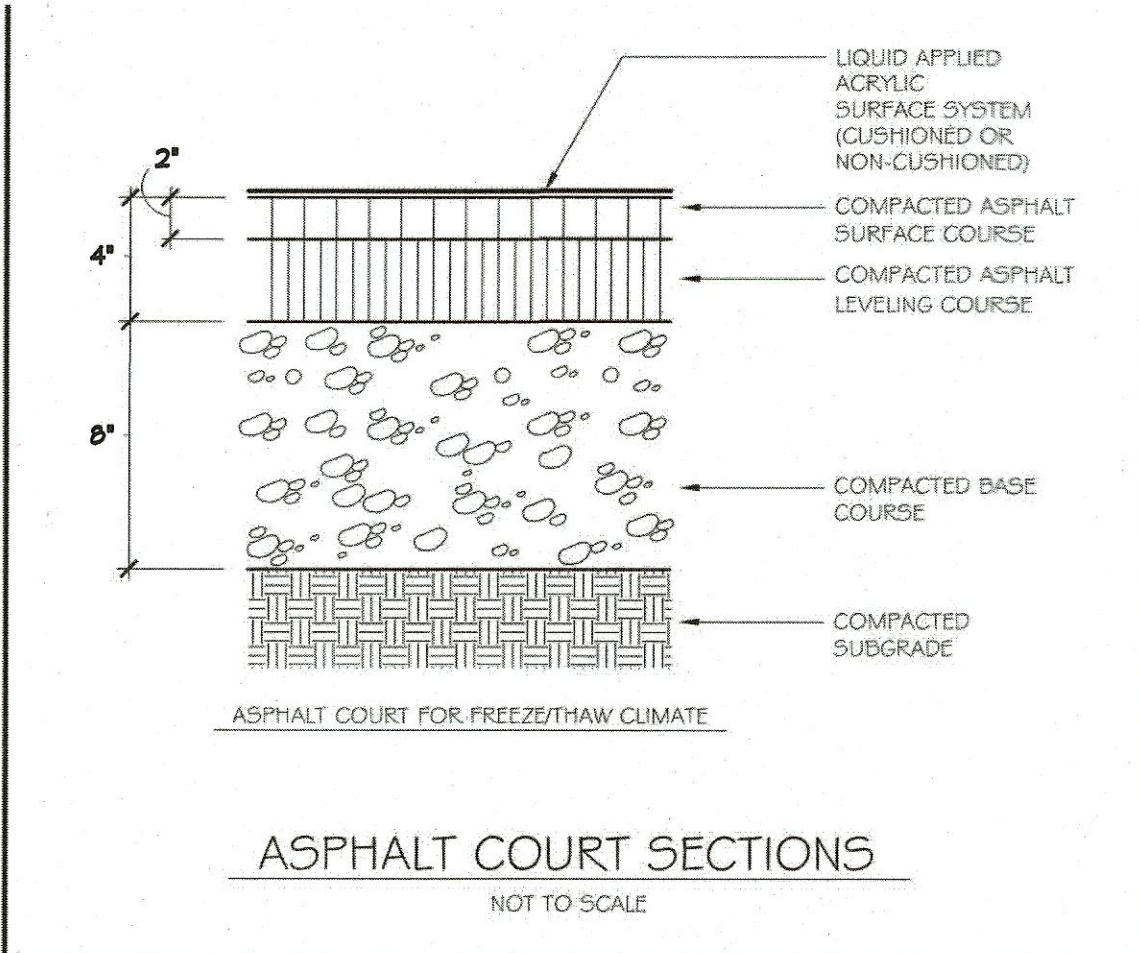 LIQUID APPLIED
ACRYLIC
SURFACE SYSTEM
(CUSHIONED OR
NON-CUSHIONED)
2"
COMPACTED ASPHALT
SURFACE COURSE
4"
COMPACTED ASPHALT
LEVELING COURSE
8"
COMPACTED BASE
COURSE
COMPACTED
SUBGRADE
ASPHALT COURT FOR FREEZE/THAW CLIMATE
ASPHALT COURT SECTIONS
NOT TO SCALE